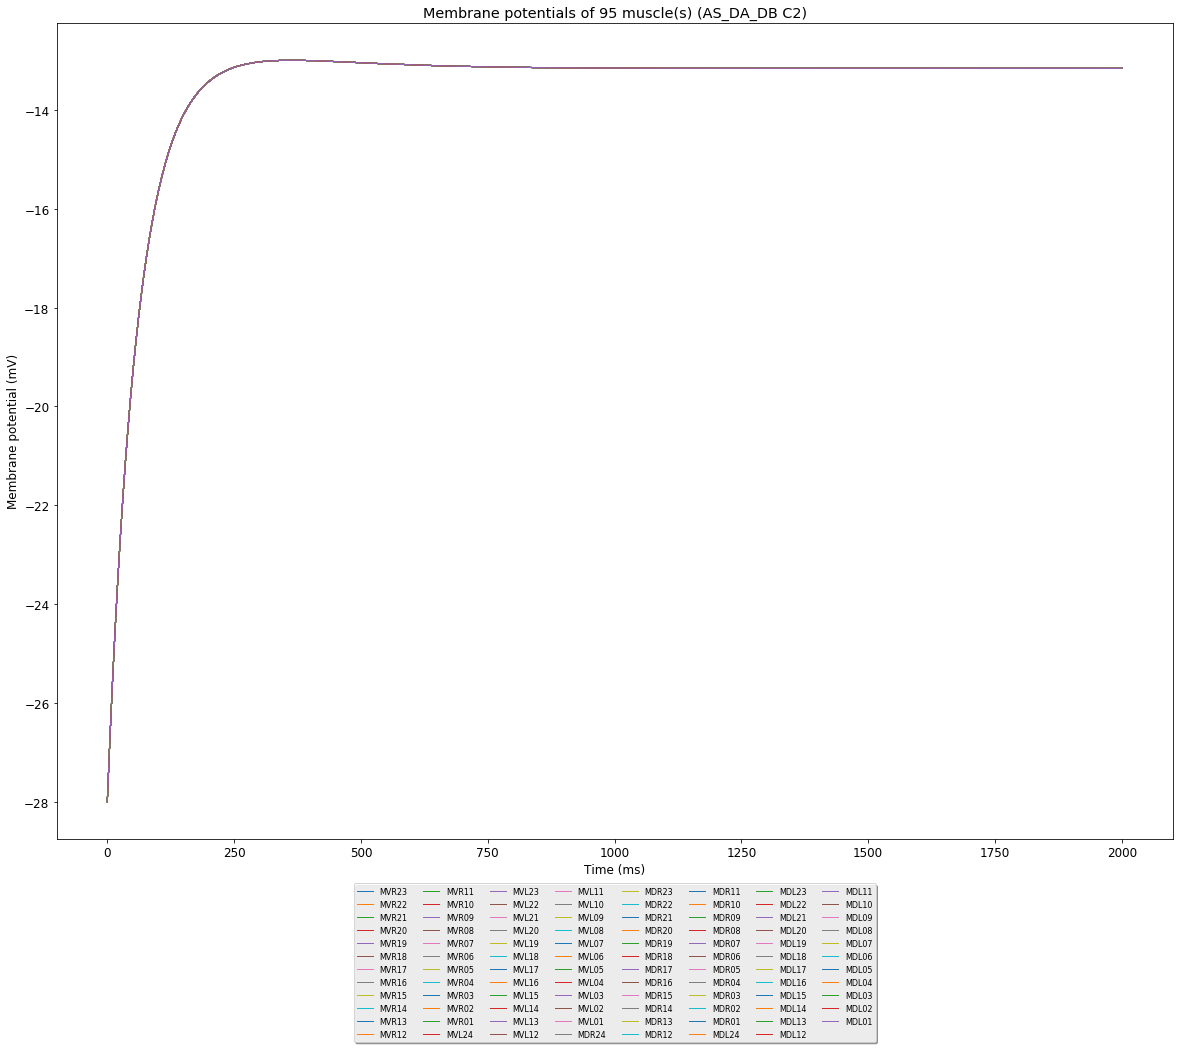 Membrane potentials of 95 muscle(s) (AS_DA_DB C2)
Membrane potential (mV)
−14
−16
−18
−20
−22
−24
−26
−28
0 250 500 750 1000 1250 1500 1750 2000
Time (ms)
MVR23 MVR11 MVL23 MVL11 MDR23 MDR11 MDL23 MDL11
MVR22 MVR10 MVL22 MVL10 MDR22 MDR10 MDL22 MDL10
MVR21 MVR09 MVL21 MVL09 MDR21 MDR09 MDL21 MDL09
MVR20 MVR08 MVL20 MVL08 MDR20 MDR08 MDL20 MDL08
MVR19 MVR07 MVL19 MVL07 MDR19 MDR07 MDL19 MDL07
MVR18 MVR06 MVL18 MVL06 MDR18 MDR06 MDL18 MDL06
MVR17 MVR05 MVL17 MVL05 MDR17 MDR05 MDL17 MDL05
MVR16 MVR04 MVL16 MVL04 MDR16 MDR04 MDL16 MDL04
MVR15 MVR03 MVL15 MVL03 MDR15 MDR03 MDL15 MDL03
MVR14 MVR02 MVL14 MVL02 MDR14 MDR02 MDL14 MDL02
MVR13 MVR01 MVL13 MVL01 MDR13 MDR01 MDL13 MDL01
MVR12 MVL24 MVL12 MDR24 MDR12 MDL24 MDL12